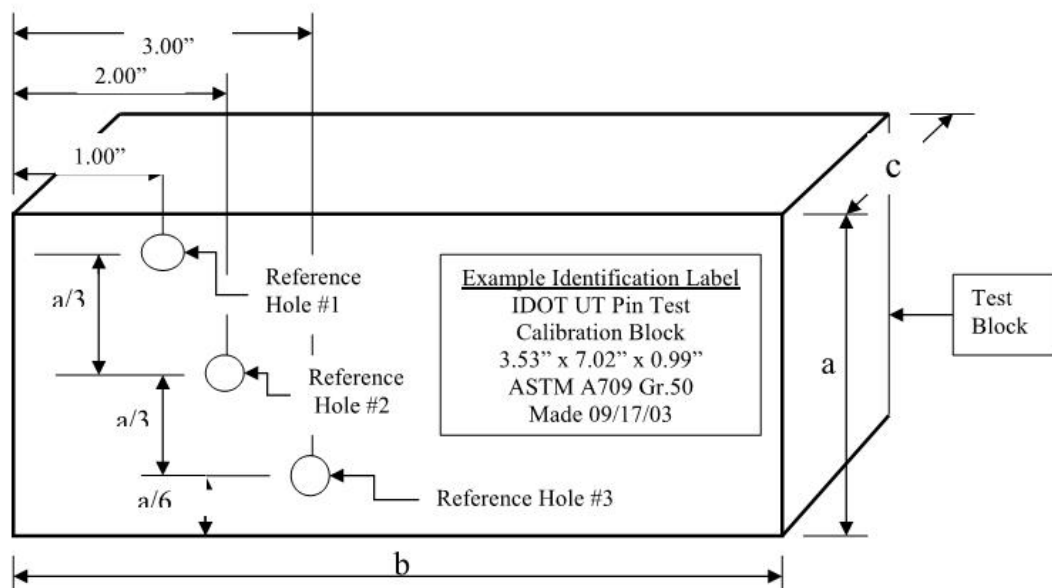 3.00”
2.00”
1.00”
c
Reference
Hole #1
a/3
Example Identification Label
IDOT UT Pin Test
Calibration Block
3.53” x 7.02” x 0.99”
ASTM A709 Gr.50
Made 09/17/03
Test
Block
a
Reference
Hole #2
a/3
a/6
Reference Hole #3
b